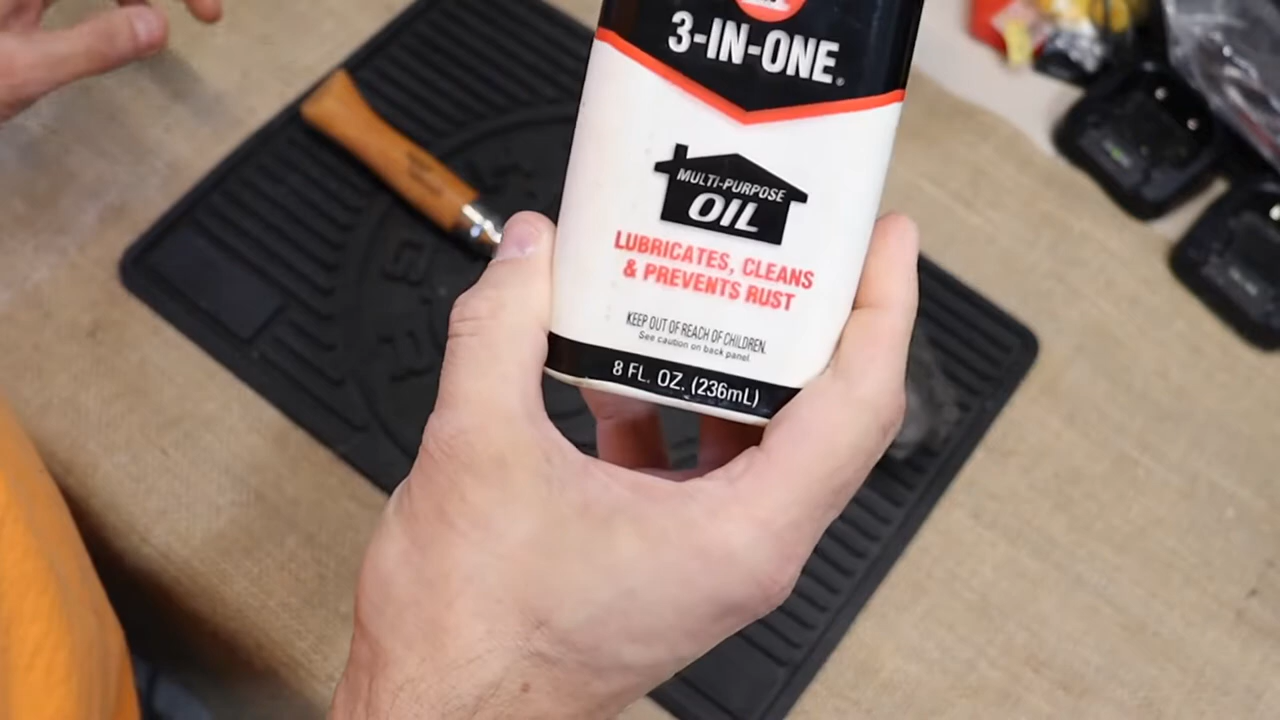 3-IN-ONE®
MULTI-PURPOSE
OIL
LUBRICATES, CLEANS
& PREVENTS RUST
KEEP OUT OF REACH OF CHILDREN.
See caution on back panel.
8 FL. OZ. (236mL)